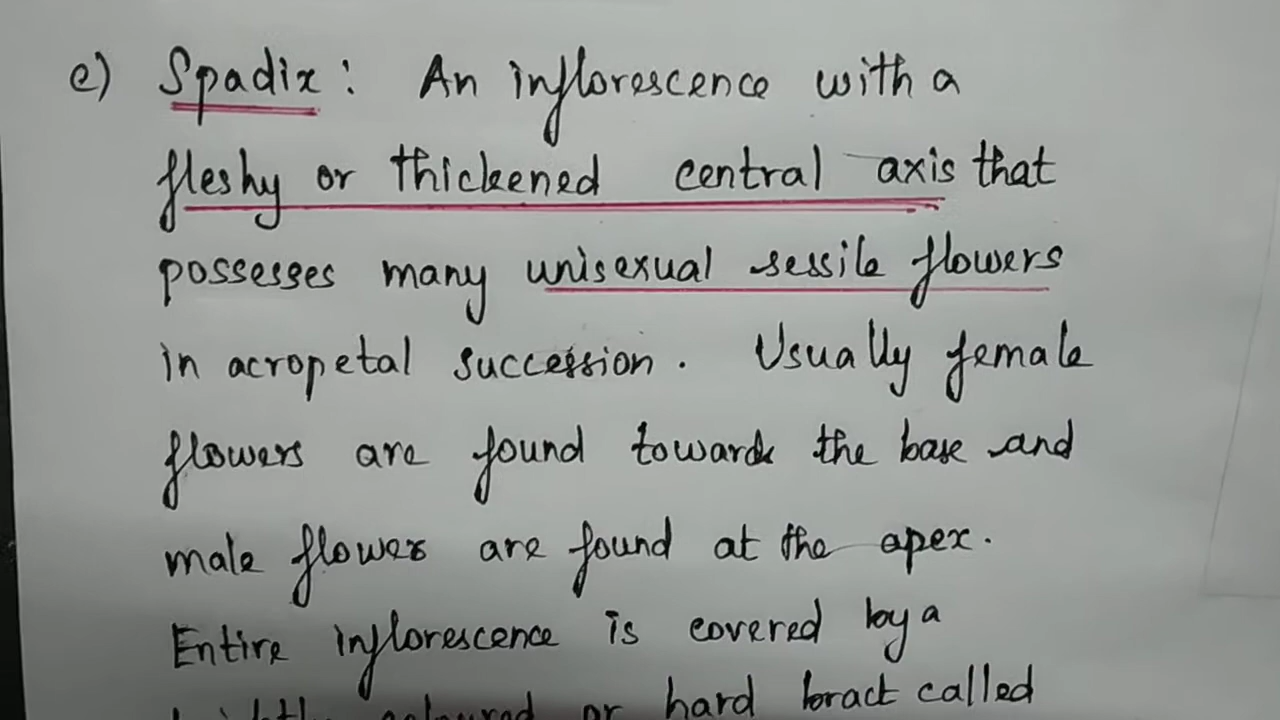 e) Spadix: An inflorescence with a
fleshy or thickened central axis that
possesses many unisexual sessile flowers
in acropetal succession. Usually female
flowers are found towards the base and
male flowers are found at the apex.
Entire inflorescence is covered by a
brightly coloured or hard bract called